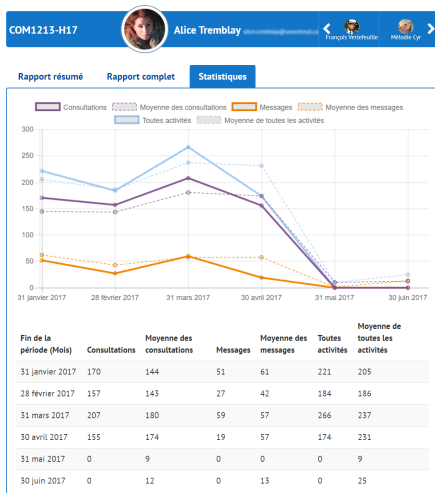 COM1213-H17
Alice Tremblay
François Vertefeuille
Mélodie Cyr
Rapport résumé Rapport complet Statistiques
Consultations Moyenne des consultations Messages Moyenne des messages
Toutes activités Moyenne de toutes les activités
300
250
200
150
100
50
0
31 janvier 2017 28 février 2017 31 mars 2017 30 avril 2017 31 mai 2017 30 juin 2017
Fin de la période (Mois) Consultations Moyenne des consultations Messages Moyenne des messages Toutes activités Moyenne de toutes les activités
31 janvier 2017 170 144 51 61 221 205
28 février 2017 157 143 27 42 184 186
31 mars 2017 207 180 59 57 266 237
30 avril 2017 155 174 19 57 174 231
31 mai 2017 0 9 0 0 0 9
30 juin 2017 0 12 0 13 0 25